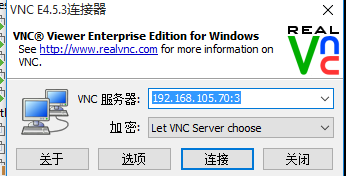 VNC E4.5.3连接器
VNC® Viewer Enterprise Edition for Windows
See http://www.realvnc.com for more information on
VNC.
REAL
VNC
VNC 服务器:
192.168.105.70:3
加密:
Let VNC Server choose
关于
选项
连接
关闭